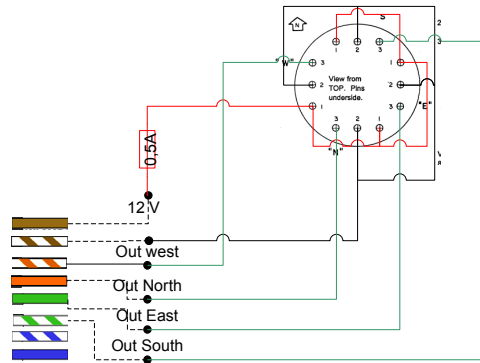 N
S
2
1
2
3
3
"W"
3
1
View from
TOP. Pins
underside.
2
2
1
3
"E"
3
2
1
"N"
0,5A
12 V
Out west
Out North
Out East
Out South